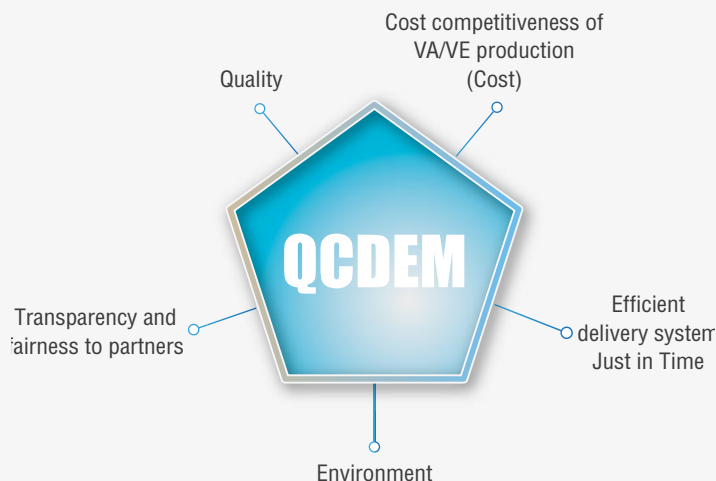 Cost competitiveness of
VA/VE production
(Cost)
Quality
QCDEM
Transparency and
fairness to partners
Efficient
delivery system
Just in Time
Environment